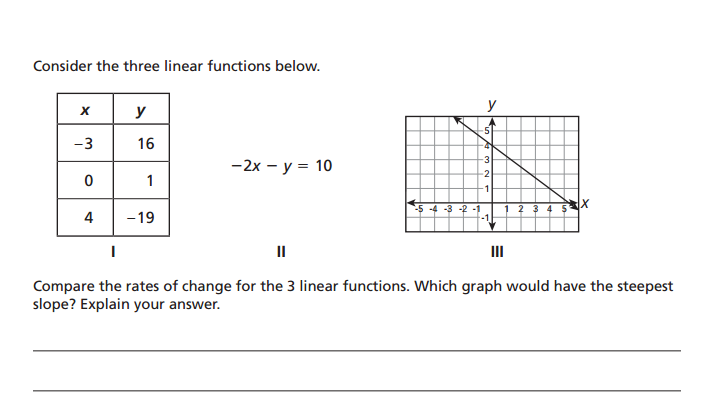 Consider the three linear functions below.
x y
−3 16
0 1
4 −19
I
−2x − y = 10
II
y
5
4
3
2
1
-5 -4 -3 -2 -1 1 2 3 4 5 X
-1
III
Compare the rates of change for the 3 linear functions. Which graph would have the steepest
slope? Explain your answer.